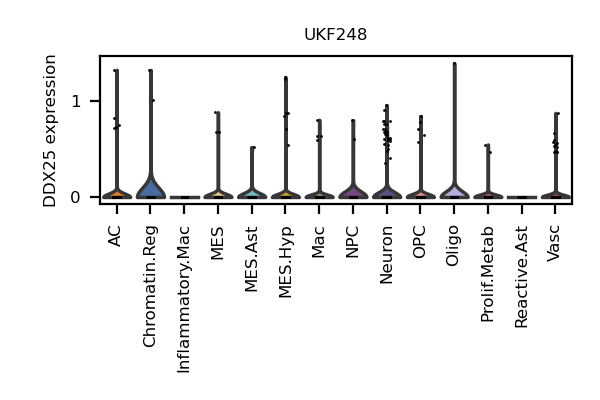 UKF248
DDX25 expression
1
0
AC
Chromatin.Reg
Inflammatory.Mac
MES
MES.Ast
MES.Hyp
Mac
NPC
Neuron
OPC
Oligo
Prolif.Metab
Reactive.Ast
Vasc